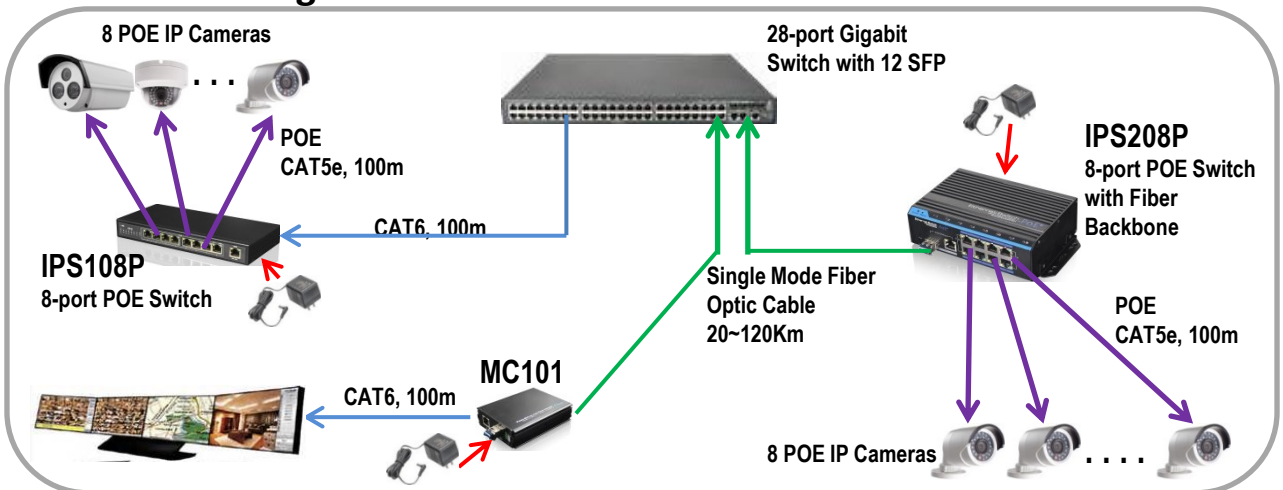 8 POE IP Cameras
. . .
POE
CAT5e, 100m
28-port Gigabit
Switch with 12 SFP
IPS208P
8-port POE Switch
with Fiber
Backbone
CAT6, 100m
IPS108P
8-port POE Switch
Single Mode Fiber
Optic Cable
20~120Km
POE
CAT5e, 100m
MC101
CAT6, 100m
8 POE IP Cameras
. . . .